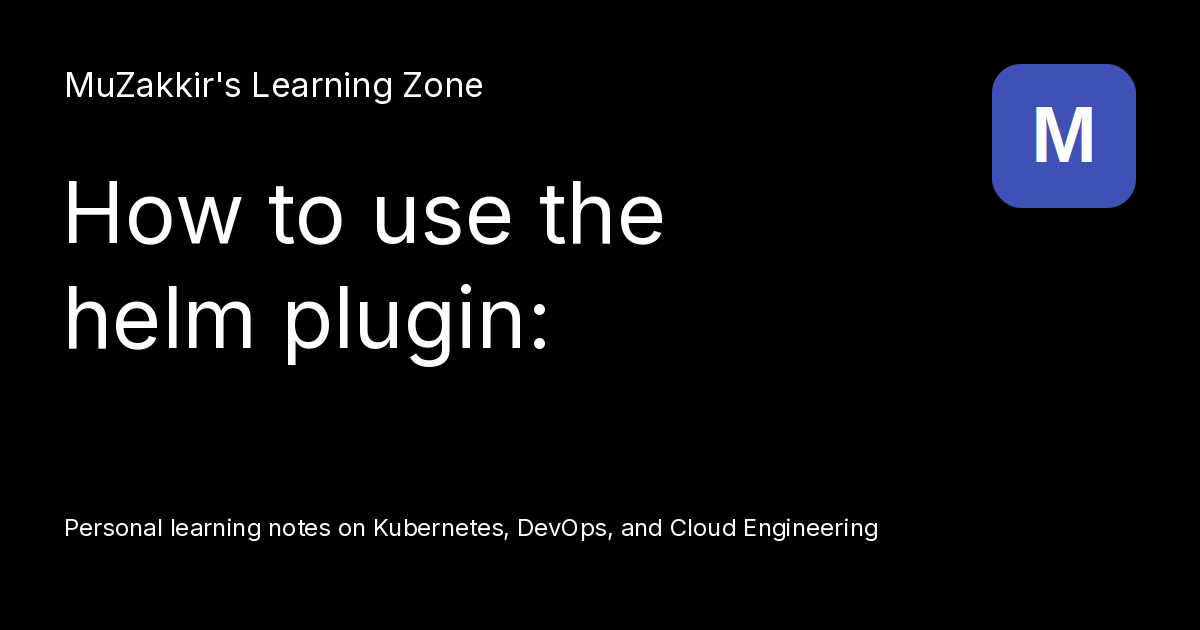 MuZakkir's Learning Zone
M
How to use the
helm plugin:
Personal learning notes on Kubernetes, DevOps, and Cloud Engineering